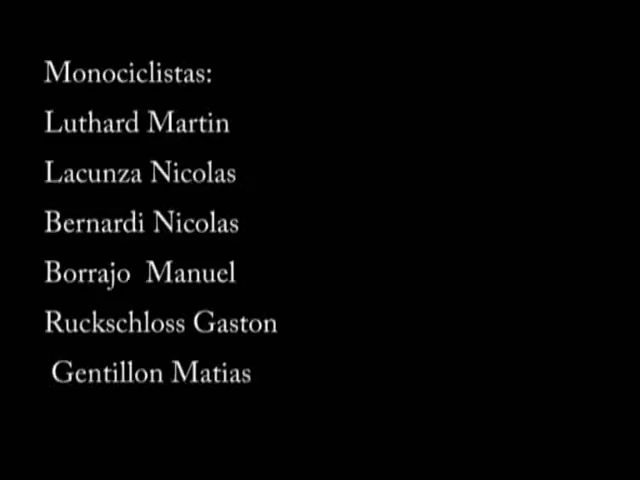 Monociclistas:
Luthard Martin
Lacunza Nicolas
Bernardi Nicolas
Borrajo  Manuel
Ruckschloss Gaston
Gentillon Matias